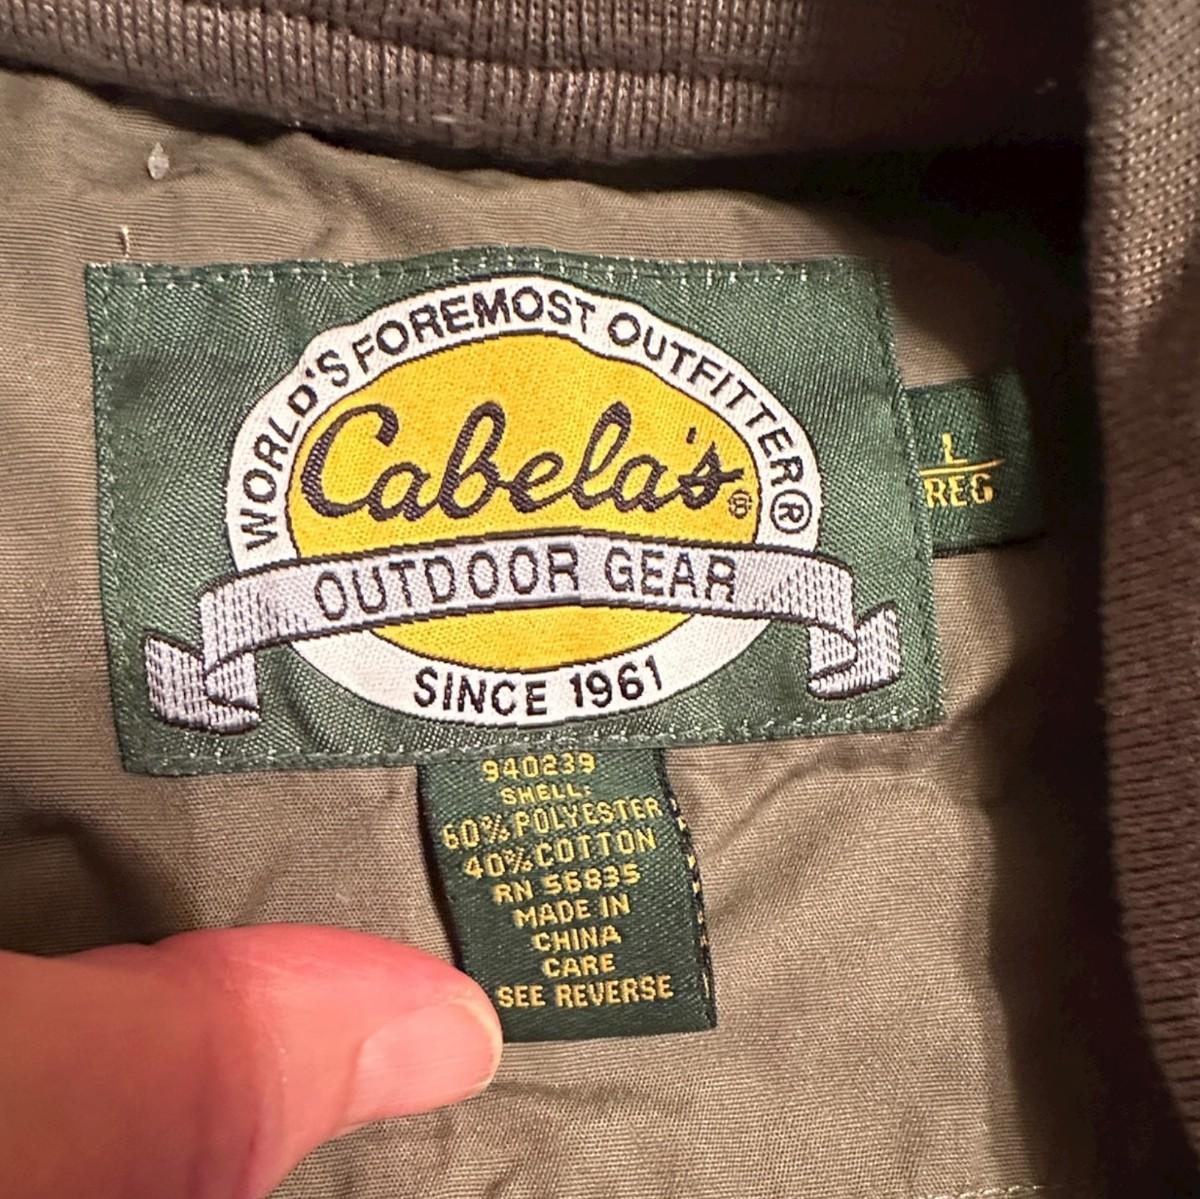 WORLD'S FOREMOST OUTFITTER®
Cabela's®
OUTDOOR GEAR
SINCE 1961
L
REG
940239
SHELL:
60% POLYESTER
40% COTTON
RN 56835
MADE IN
CHINA
CARE
SEE REVERSE